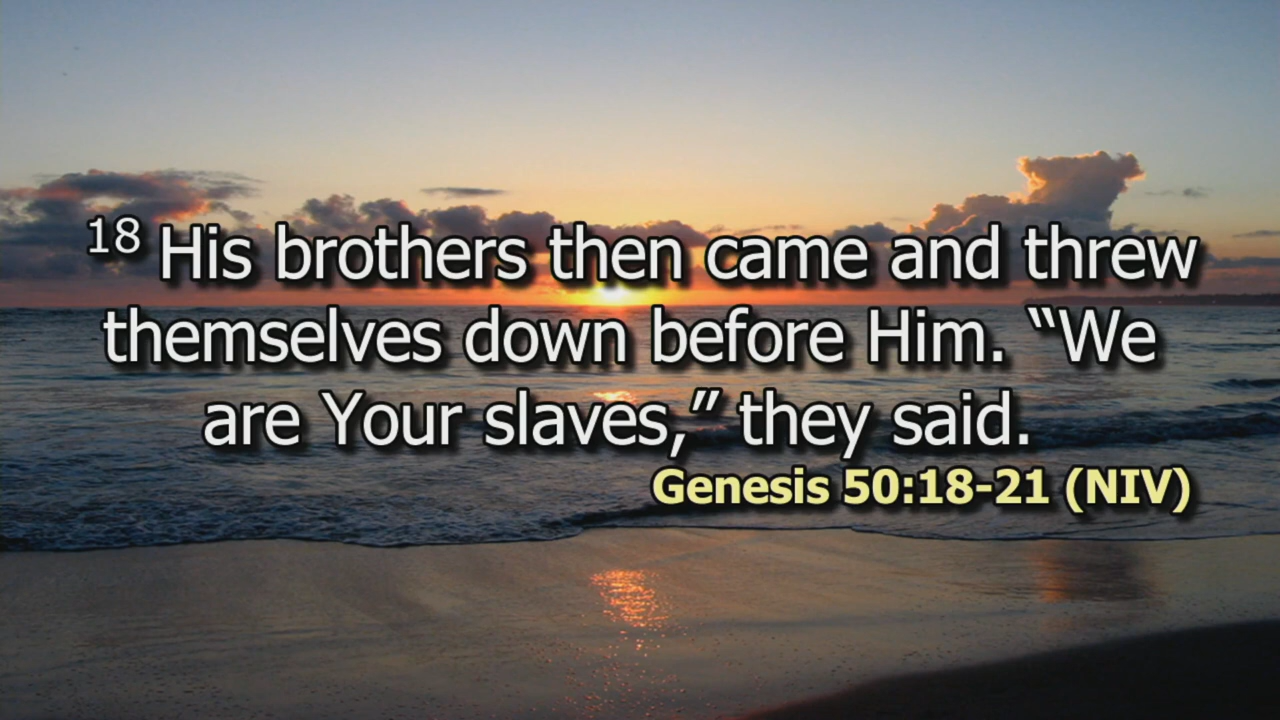 18 His brothers then came and threw
themselves down before Him. “We
are Your slaves,” they said.
Genesis 50:18-21 (NIV)